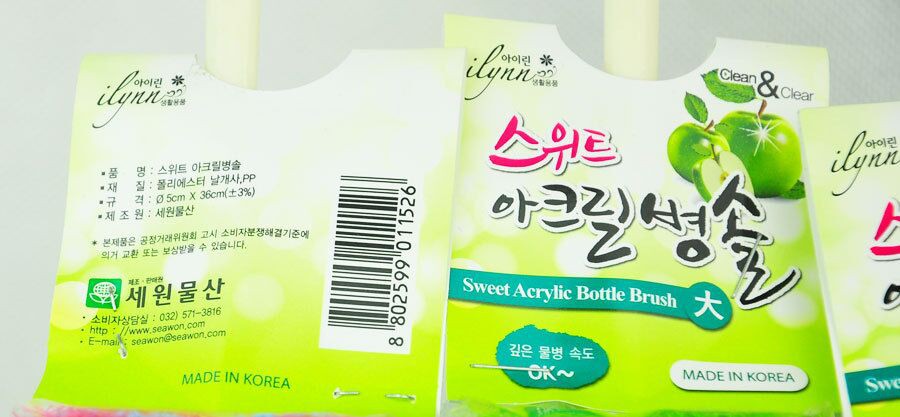 아이린
ilynn
생활용품
▪ 품 명 : 스위트 아크릴병솔
▪ 재 질 : 폴리에스터 날개사,PP
▪ 규 격 : Ø 5cm X 36cm(±3%)
▪ 제 조 원 : 세원물산
* 본제품은 공정거래위원회 고시 소비자분쟁해결기준에
의거 교환 또는 보상받을 수 있습니다.
제조·판매원
세원물산
• 소비자상담실 : 032) 571-3816
• http : //www.seawon.com
• E-mail : seawon@seawon.com
MADE IN KOREA
8 802599 011526
아이린
ilynn
생활용품
Clean & Clear
스위트
아크릴병솔
Sweet Acrylic Bottle Brush 大
깊은 물병 속도
OK~
MADE IN KOREA
아이린
ilynn
Sweet